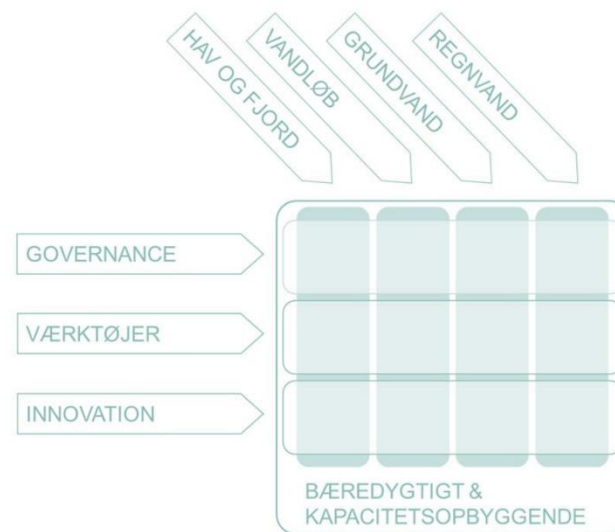 HAV OG FJORD
VANDLØB
GRUNDVAND
REGNVAND
GOVERNANCE
VÆRKTØJER
INNOVATION
BÆREDYGTIGT &
KAPACITETSOPBYGGENDE